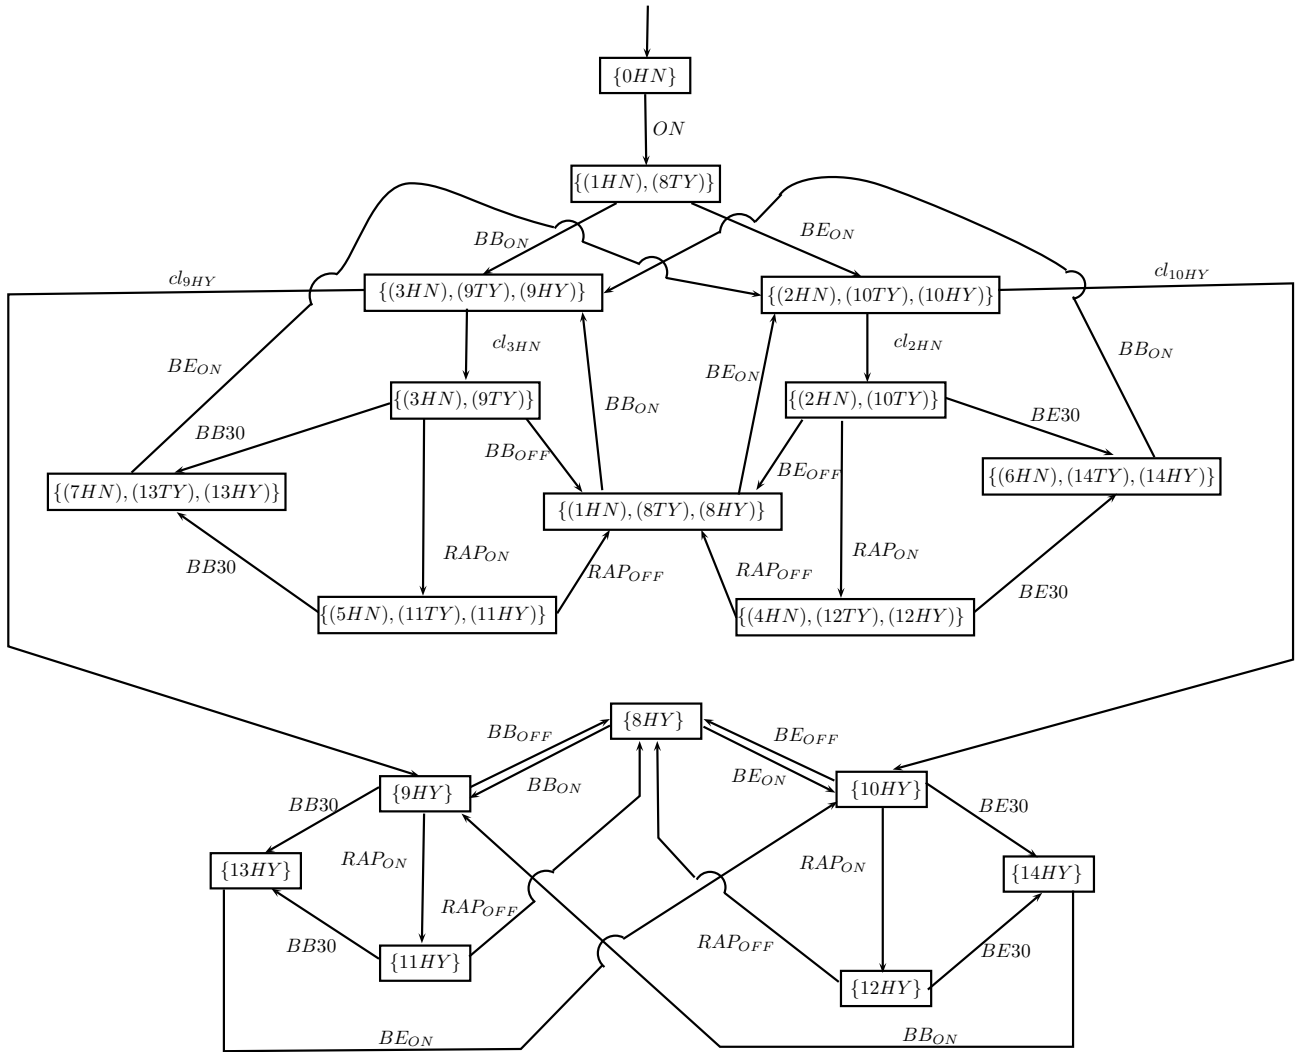 {0HN}
ON
{(1HN), (8TY)}
BB_ON
BE_ON
cl_9HY
cl_10HY
{(3HN), (9TY), (9HY)}
{(2HN), (10TY), (10HY)}
cl_3HN
cl_2HN
BE_ON
BB_ON
BE_ON
BB_ON
{(3HN), (9TY)}
{(2HN), (10TY)}
BB30
BE30
BB_OFF
BE_OFF
{(7HN), (13TY), (13HY)}
{(6HN), (14TY), (14HY)}
{(1HN), (8TY), (8HY)}
RAP_ON
RAP_ON
BB30
RAP_OFF
RAP_OFF
BE30
{(5HN), (11TY), (11HY)}
{(4HN), (12TY), (12HY)}
{8HY}
BB_OFF
BE_OFF
BB_ON
BE_ON
{9HY}
{10HY}
BB30
BE30
RAP_ON
RAP_ON
{13HY}
{14HY}
RAP_OFF
RAP_OFF
BB30
BE30
{11HY}
{12HY}
BE_ON
BB_ON